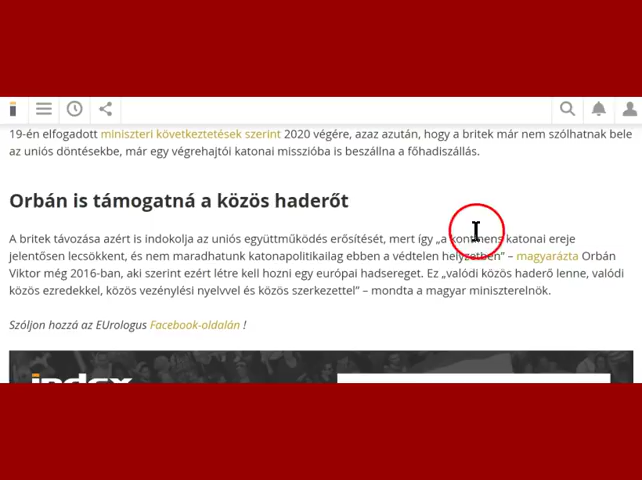 19-én elfogadott miniszteri következtetések szerint 2020 végére, azaz azután, hogy a britek már nem szólhatnak bele
az uniós döntésekbe, már egy végrehajtói katonai misszióba is beszállna a főhadiszállás.
Orbán is támogatná a közös haderőt
A britek távozása azért is indokolja az uniós együttműködés erősítését, mert így „a kontinens katonai ereje
jelentősen lecsökkent, és nem maradhatunk katonapolitikailag ebben a védtelen helyzetben” – magyarázta Orbán
Viktor még 2016-ban, aki szerint ezért létre kell hozni egy európai hadsereget. Ez „valódi közös haderő lenne, valódi
közös ezredekkel, közös vezénylési nyelvvel és közös szerkezettel” – mondta a magyar miniszterelnök.
Szóljon hozzá az EUrologus Facebook-oldalán !
index